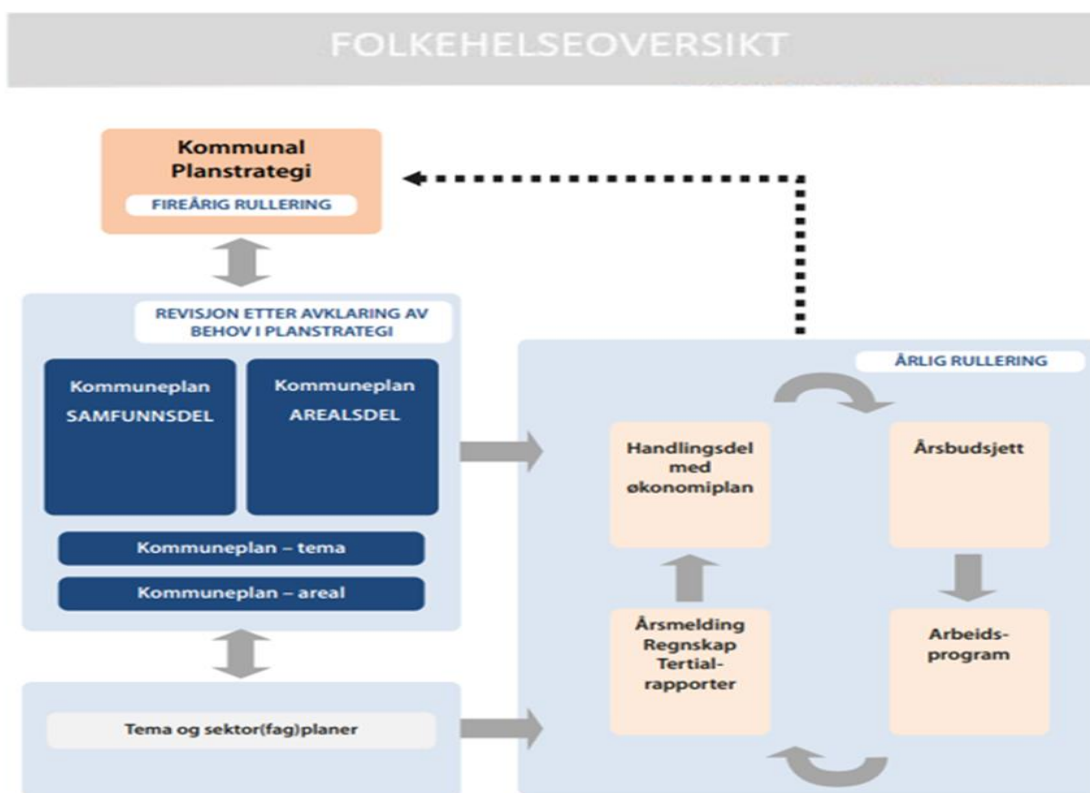 FOLKEHELSEOVERSIKT
Kommunal
Planstrategi
FIREÅRIG RULLERING
REVISJON ETTER AVKLARING AV
BEHOV I PLANSTRATEGI
Kommuneplan
SAMFUNNSDEL
Kommuneplan
AREALSDEL
Kommuneplan – tema
Kommuneplan – areal
Tema og sektor(fag)planer
ÅRLIG RULLERING
Handlingsdel
med
økonomiplan
Årsbudsjett
Årsmelding
Regnskap
Tertial-
rapporter
Arbeids-
program